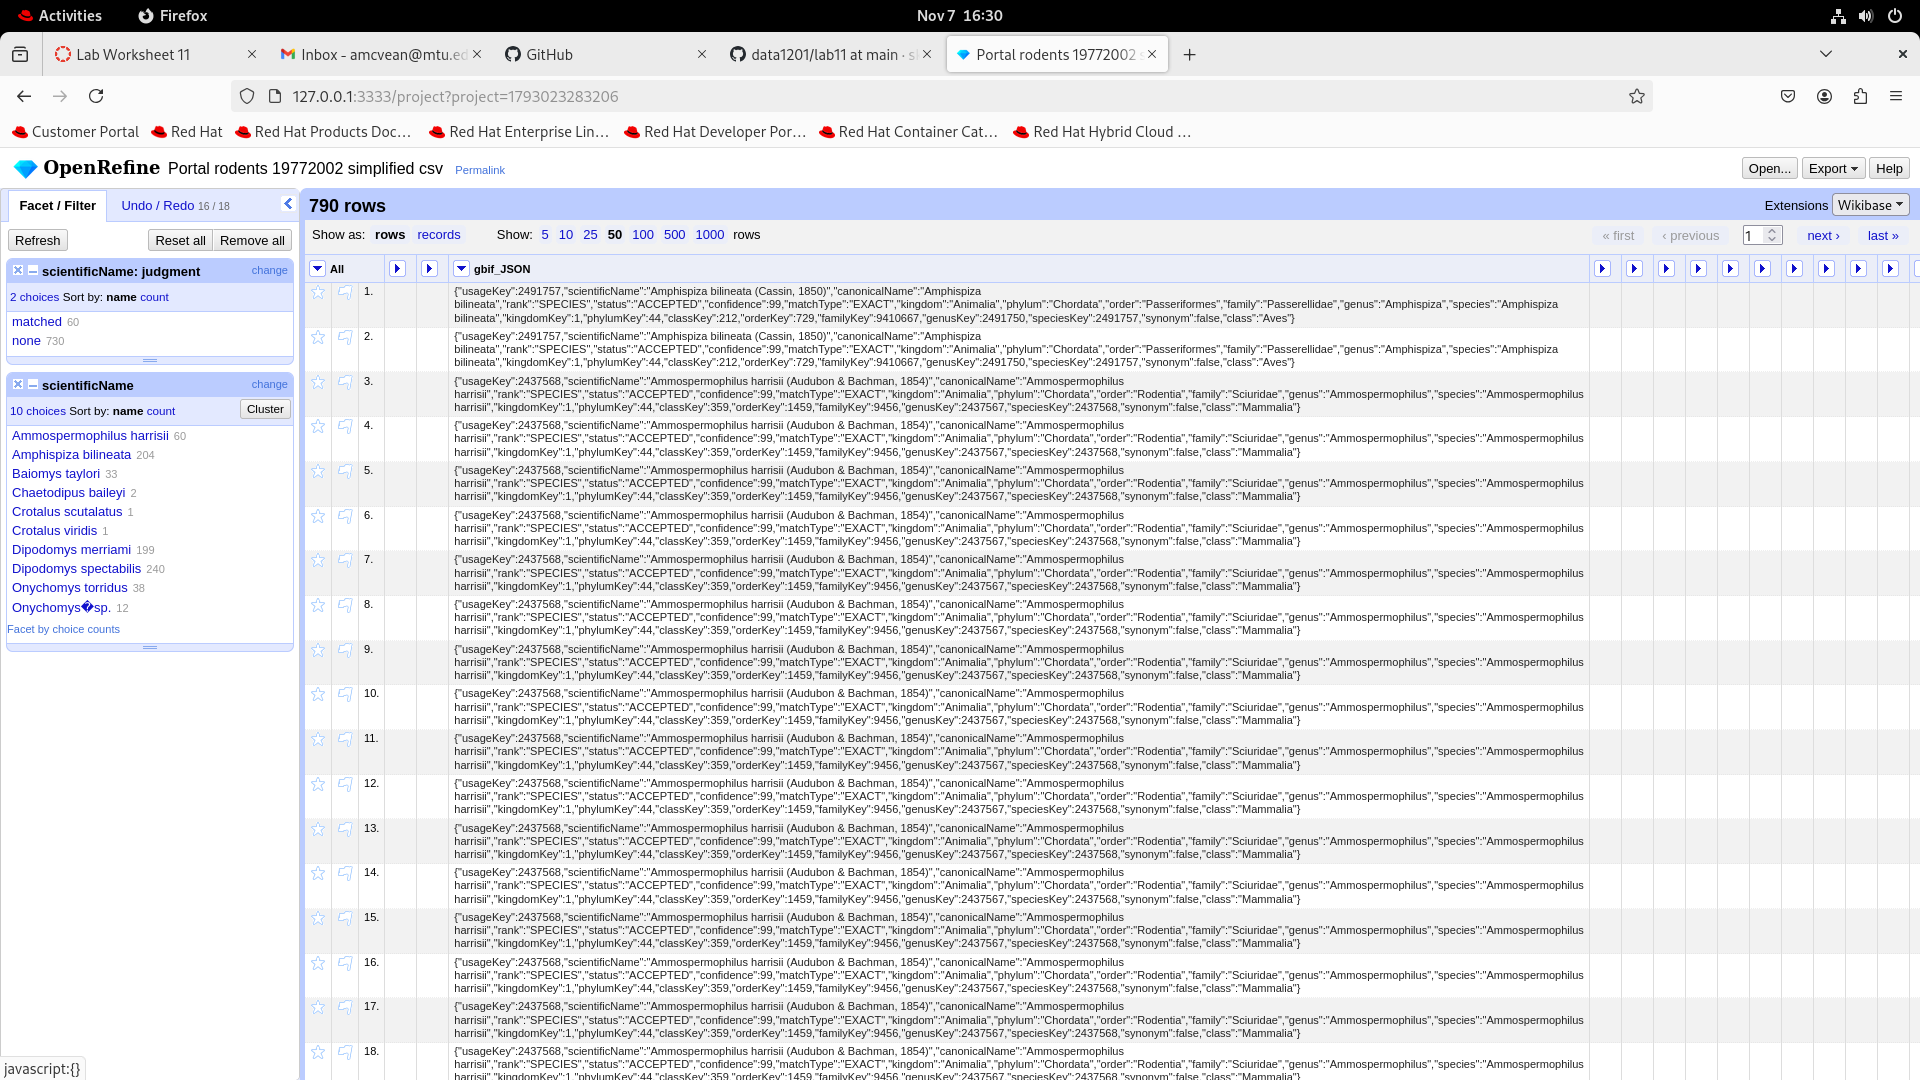 Activities Firefox Nov 7 16:30
Lab Worksheet 11 Inbox - amcvean@mtu.ed GitHub data1201/lab11 at main · s Portal rodents 19772002 s
127.0.0.1:3333/project?project=1793023283206
Customer Portal Red Hat Red Hat Products Doc... Red Hat Enterprise Lin... Red Hat Developer Por... Red Hat Container Cat... Red Hat Hybrid Cloud ...
OpenRefine Portal rodents 19772002 simplified csv Permalink Open... Export Help
Facet / Filter Undo / Redo 16 / 18
790 rows Extensions Wikibase
Refresh Reset all Remove all
Show as: rows records Show: 5 10 25 50 100 500 1000 rows « first ‹ previous 1 next › last »
scientificName: judgment change
2 choices Sort by: name count
matched 60
none 730
scientificName change
10 choices Sort by: name count Cluster
Ammospermophilus harrisii 60
Amphispiza bilineata 204
Baiomys taylori 33
Chaetodipus baileyi 2
Crotalus scutalatus 1
Crotalus viridis 1
Dipodomys merriami 199
Dipodomys spectabilis 240
Onychomys torridus 38
Onychomys�sp. 12
Facet by choice counts
All gbif_JSON
1. {"usageKey":2491757,"scientificName":"Amphispiza bilineata (Cassin, 1850)","canonicalName":"Amphispiza
bilineata","rank":"SPECIES","status":"ACCEPTED","confidence":99,"matchType":"EXACT","kingdom":"Animalia","phylum":"Chordata","order":"Passeriformes","family":"Passerellidae","genus":"Amphispiza","species":"Amphispiza
bilineata","kingdomKey":1,"phylumKey":44,"classKey":212,"orderKey":729,"familyKey":9410667,"genusKey":2491750,"speciesKey":2491757,"synonym":false,"class":"Aves"}
2. {"usageKey":2491757,"scientificName":"Amphispiza bilineata (Cassin, 1850)","canonicalName":"Amphispiza
bilineata","rank":"SPECIES","status":"ACCEPTED","confidence":99,"matchType":"EXACT","kingdom":"Animalia","phylum":"Chordata","order":"Passeriformes","family":"Passerellidae","genus":"Amphispiza","species":"Amphispiza
bilineata","kingdomKey":1,"phylumKey":44,"classKey":212,"orderKey":729,"familyKey":9410667,"genusKey":2491750,"speciesKey":2491757,"synonym":false,"class":"Aves"}
3. {"usageKey":2437568,"scientificName":"Ammospermophilus harrisii (Audubon & Bachman, 1854)","canonicalName":"Ammospermophilus
harrisii","rank":"SPECIES","status":"ACCEPTED","confidence":99,"matchType":"EXACT","kingdom":"Animalia","phylum":"Chordata","order":"Rodentia","family":"Sciuridae","genus":"Ammospermophilus","species":"Ammospermophilus
harrisii","kingdomKey":1,"phylumKey":44,"classKey":359,"orderKey":1459,"familyKey":9456,"genusKey":2437567,"speciesKey":2437568,"synonym":false,"class":"Mammalia"}
4. {"usageKey":2437568,"scientificName":"Ammospermophilus harrisii (Audubon & Bachman, 1854)","canonicalName":"Ammospermophilus
harrisii","rank":"SPECIES","status":"ACCEPTED","confidence":99,"matchType":"EXACT","kingdom":"Animalia","phylum":"Chordata","order":"Rodentia","family":"Sciuridae","genus":"Ammospermophilus","species":"Ammospermophilus
harrisii","kingdomKey":1,"phylumKey":44,"classKey":359,"orderKey":1459,"familyKey":9456,"genusKey":2437567,"speciesKey":2437568,"synonym":false,"class":"Mammalia"}
5. {"usageKey":2437568,"scientificName":"Ammospermophilus harrisii (Audubon & Bachman, 1854)","canonicalName":"Ammospermophilus
harrisii","rank":"SPECIES","status":"ACCEPTED","confidence":99,"matchType":"EXACT","kingdom":"Animalia","phylum":"Chordata","order":"Rodentia","family":"Sciuridae","genus":"Ammospermophilus","species":"Ammospermophilus
harrisii","kingdomKey":1,"phylumKey":44,"classKey":359,"orderKey":1459,"familyKey":9456,"genusKey":2437567,"speciesKey":2437568,"synonym":false,"class":"Mammalia"}
6. {"usageKey":2437568,"scientificName":"Ammospermophilus harrisii (Audubon & Bachman, 1854)","canonicalName":"Ammospermophilus
harrisii","rank":"SPECIES","status":"ACCEPTED","confidence":99,"matchType":"EXACT","kingdom":"Animalia","phylum":"Chordata","order":"Rodentia","family":"Sciuridae","genus":"Ammospermophilus","species":"Ammospermophilus
harrisii","kingdomKey":1,"phylumKey":44,"classKey":359,"orderKey":1459,"familyKey":9456,"genusKey":2437567,"speciesKey":2437568,"synonym":false,"class":"Mammalia"}
7. {"usageKey":2437568,"scientificName":"Ammospermophilus harrisii (Audubon & Bachman, 1854)","canonicalName":"Ammospermophilus
harrisii","rank":"SPECIES","status":"ACCEPTED","confidence":99,"matchType":"EXACT","kingdom":"Animalia","phylum":"Chordata","order":"Rodentia","family":"Sciuridae","genus":"Ammospermophilus","species":"Ammospermophilus
harrisii","kingdomKey":1,"phylumKey":44,"classKey":359,"orderKey":1459,"familyKey":9456,"genusKey":2437567,"speciesKey":2437568,"synonym":false,"class":"Mammalia"}
8. {"usageKey":2437568,"scientificName":"Ammospermophilus harrisii (Audubon & Bachman, 1854)","canonicalName":"Ammospermophilus
harrisii","rank":"SPECIES","status":"ACCEPTED","confidence":99,"matchType":"EXACT","kingdom":"Animalia","phylum":"Chordata","order":"Rodentia","family":"Sciuridae","genus":"Ammospermophilus","species":"Ammospermophilus
harrisii","kingdomKey":1,"phylumKey":44,"classKey":359,"orderKey":1459,"familyKey":9456,"genusKey":2437567,"speciesKey":2437568,"synonym":false,"class":"Mammalia"}
9. {"usageKey":2437568,"scientificName":"Ammospermophilus harrisii (Audubon & Bachman, 1854)","canonicalName":"Ammospermophilus
harrisii","rank":"SPECIES","status":"ACCEPTED","confidence":99,"matchType":"EXACT","kingdom":"Animalia","phylum":"Chordata","order":"Rodentia","family":"Sciuridae","genus":"Ammospermophilus","species":"Ammospermophilus
harrisii","kingdomKey":1,"phylumKey":44,"classKey":359,"orderKey":1459,"familyKey":9456,"genusKey":2437567,"speciesKey":2437568,"synonym":false,"class":"Mammalia"}
10. {"usageKey":2437568,"scientificName":"Ammospermophilus harrisii (Audubon & Bachman, 1854)","canonicalName":"Ammospermophilus
harrisii","rank":"SPECIES","status":"ACCEPTED","confidence":99,"matchType":"EXACT","kingdom":"Animalia","phylum":"Chordata","order":"Rodentia","family":"Sciuridae","genus":"Ammospermophilus","species":"Ammospermophilus
harrisii","kingdomKey":1,"phylumKey":44,"classKey":359,"orderKey":1459,"familyKey":9456,"genusKey":2437567,"speciesKey":2437568,"synonym":false,"class":"Mammalia"}
11. {"usageKey":2437568,"scientificName":"Ammospermophilus harrisii (Audubon & Bachman, 1854)","canonicalName":"Ammospermophilus
harrisii","rank":"SPECIES","status":"ACCEPTED","confidence":99,"matchType":"EXACT","kingdom":"Animalia","phylum":"Chordata","order":"Rodentia","family":"Sciuridae","genus":"Ammospermophilus","species":"Ammospermophilus
harrisii","kingdomKey":1,"phylumKey":44,"classKey":359,"orderKey":1459,"familyKey":9456,"genusKey":2437567,"speciesKey":2437568,"synonym":false,"class":"Mammalia"}
12. {"usageKey":2437568,"scientificName":"Ammospermophilus harrisii (Audubon & Bachman, 1854)","canonicalName":"Ammospermophilus
harrisii","rank":"SPECIES","status":"ACCEPTED","confidence":99,"matchType":"EXACT","kingdom":"Animalia","phylum":"Chordata","order":"Rodentia","family":"Sciuridae","genus":"Ammospermophilus","species":"Ammospermophilus
harrisii","kingdomKey":1,"phylumKey":44,"classKey":359,"orderKey":1459,"familyKey":9456,"genusKey":2437567,"speciesKey":2437568,"synonym":false,"class":"Mammalia"}
13. {"usageKey":2437568,"scientificName":"Ammospermophilus harrisii (Audubon & Bachman, 1854)","canonicalName":"Ammospermophilus
harrisii","rank":"SPECIES","status":"ACCEPTED","confidence":99,"matchType":"EXACT","kingdom":"Animalia","phylum":"Chordata","order":"Rodentia","family":"Sciuridae","genus":"Ammospermophilus","species":"Ammospermophilus
harrisii","kingdomKey":1,"phylumKey":44,"classKey":359,"orderKey":1459,"familyKey":9456,"genusKey":2437567,"speciesKey":2437568,"synonym":false,"class":"Mammalia"}
14. {"usageKey":2437568,"scientificName":"Ammospermophilus harrisii (Audubon & Bachman, 1854)","canonicalName":"Ammospermophilus
harrisii","rank":"SPECIES","status":"ACCEPTED","confidence":99,"matchType":"EXACT","kingdom":"Animalia","phylum":"Chordata","order":"Rodentia","family":"Sciuridae","genus":"Ammospermophilus","species":"Ammospermophilus
harrisii","kingdomKey":1,"phylumKey":44,"classKey":359,"orderKey":1459,"familyKey":9456,"genusKey":2437567,"speciesKey":2437568,"synonym":false,"class":"Mammalia"}
15. {"usageKey":2437568,"scientificName":"Ammospermophilus harrisii (Audubon & Bachman, 1854)","canonicalName":"Ammospermophilus
harrisii","rank":"SPECIES","status":"ACCEPTED","confidence":99,"matchType":"EXACT","kingdom":"Animalia","phylum":"Chordata","order":"Rodentia","family":"Sciuridae","genus":"Ammospermophilus","species":"Ammospermophilus
harrisii","kingdomKey":1,"phylumKey":44,"classKey":359,"orderKey":1459,"familyKey":9456,"genusKey":2437567,"speciesKey":2437568,"synonym":false,"class":"Mammalia"}
16. {"usageKey":2437568,"scientificName":"Ammospermophilus harrisii (Audubon & Bachman, 1854)","canonicalName":"Ammospermophilus
harrisii","rank":"SPECIES","status":"ACCEPTED","confidence":99,"matchType":"EXACT","kingdom":"Animalia","phylum":"Chordata","order":"Rodentia","family":"Sciuridae","genus":"Ammospermophilus","species":"Ammospermophilus
harrisii","kingdomKey":1,"phylumKey":44,"classKey":359,"orderKey":1459,"familyKey":9456,"genusKey":2437567,"speciesKey":2437568,"synonym":false,"class":"Mammalia"}
17. {"usageKey":2437568,"scientificName":"Ammospermophilus harrisii (Audubon & Bachman, 1854)","canonicalName":"Ammospermophilus
harrisii","rank":"SPECIES","status":"ACCEPTED","confidence":99,"matchType":"EXACT","kingdom":"Animalia","phylum":"Chordata","order":"Rodentia","family":"Sciuridae","genus":"Ammospermophilus","species":"Ammospermophilus
harrisii","kingdomKey":1,"phylumKey":44,"classKey":359,"orderKey":1459,"familyKey":9456,"genusKey":2437567,"speciesKey":2437568,"synonym":false,"class":"Mammalia"}
18. {"usageKey":2437568,"scientificName":"Ammospermophilus harrisii (Audubon & Bachman, 1854)","canonicalName":"Ammospermophilus
harrisii","rank":"SPECIES","status":"ACCEPTED","confidence":99,"matchType":"EXACT","kingdom":"Animalia","phylum":"Chordata","order":"Rodentia","family":"Sciuridae","genus":"Ammospermophilus","species":"Ammospermophilus
harrisii","kingdomKey":1,"phylumKey":44,"classKey":359,"orderKey":1459,"familyKey":9456,"genusKey":2437567,"speciesKey":2437568,"synonym":false,"class":"Mammalia"}
javascript:{}